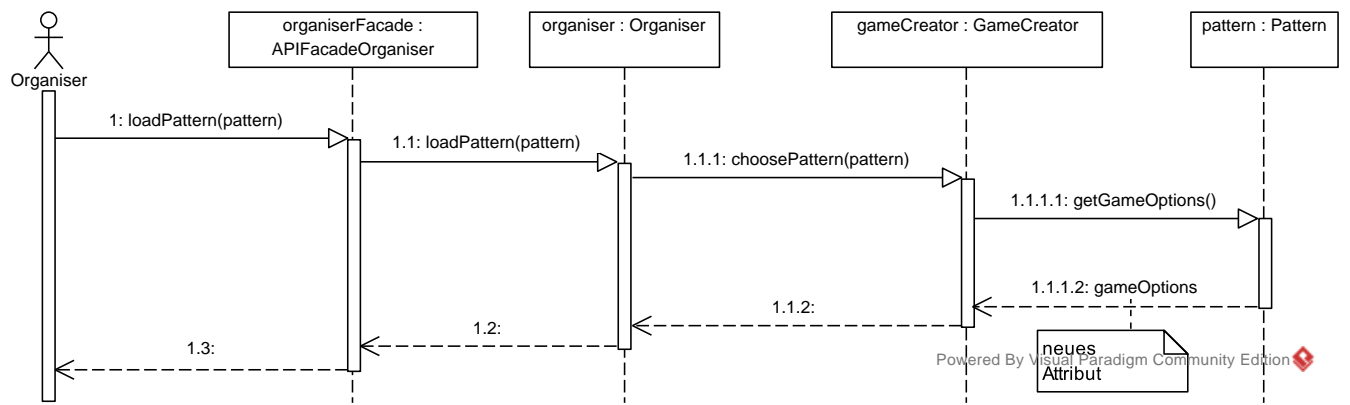 organiserFacade :
APIFacadeOrganiser
organiser : Organiser
gameCreator : GameCreator
pattern : Pattern
Organiser
1: loadPattern(pattern)
1.1: loadPattern(pattern)
1.1.1: choosePattern(pattern)
1.1.1.1: getGameOptions()
1.1.1.2: gameOptions
1.1.2:
1.2:
1.3:
neues
Attribut
Powered By Visual Paradigm Community Edition